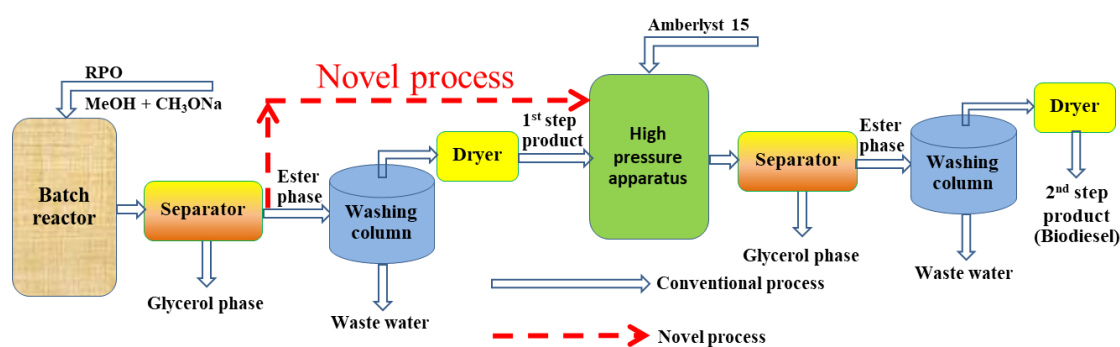 RPO
MeOH + CH₃ONa
Batch
reactor
Separator
Glycerol phase
Novel process
Ester
phase
Washing
column
Waste water
Dryer
1st step
product
Amberlyst 15
High
pressure
apparatus
Separator
Glycerol phase
Ester
phase
Washing
column
Waste water
Dryer
2nd step
product
(Biodiesel)
Conventional process
Novel process